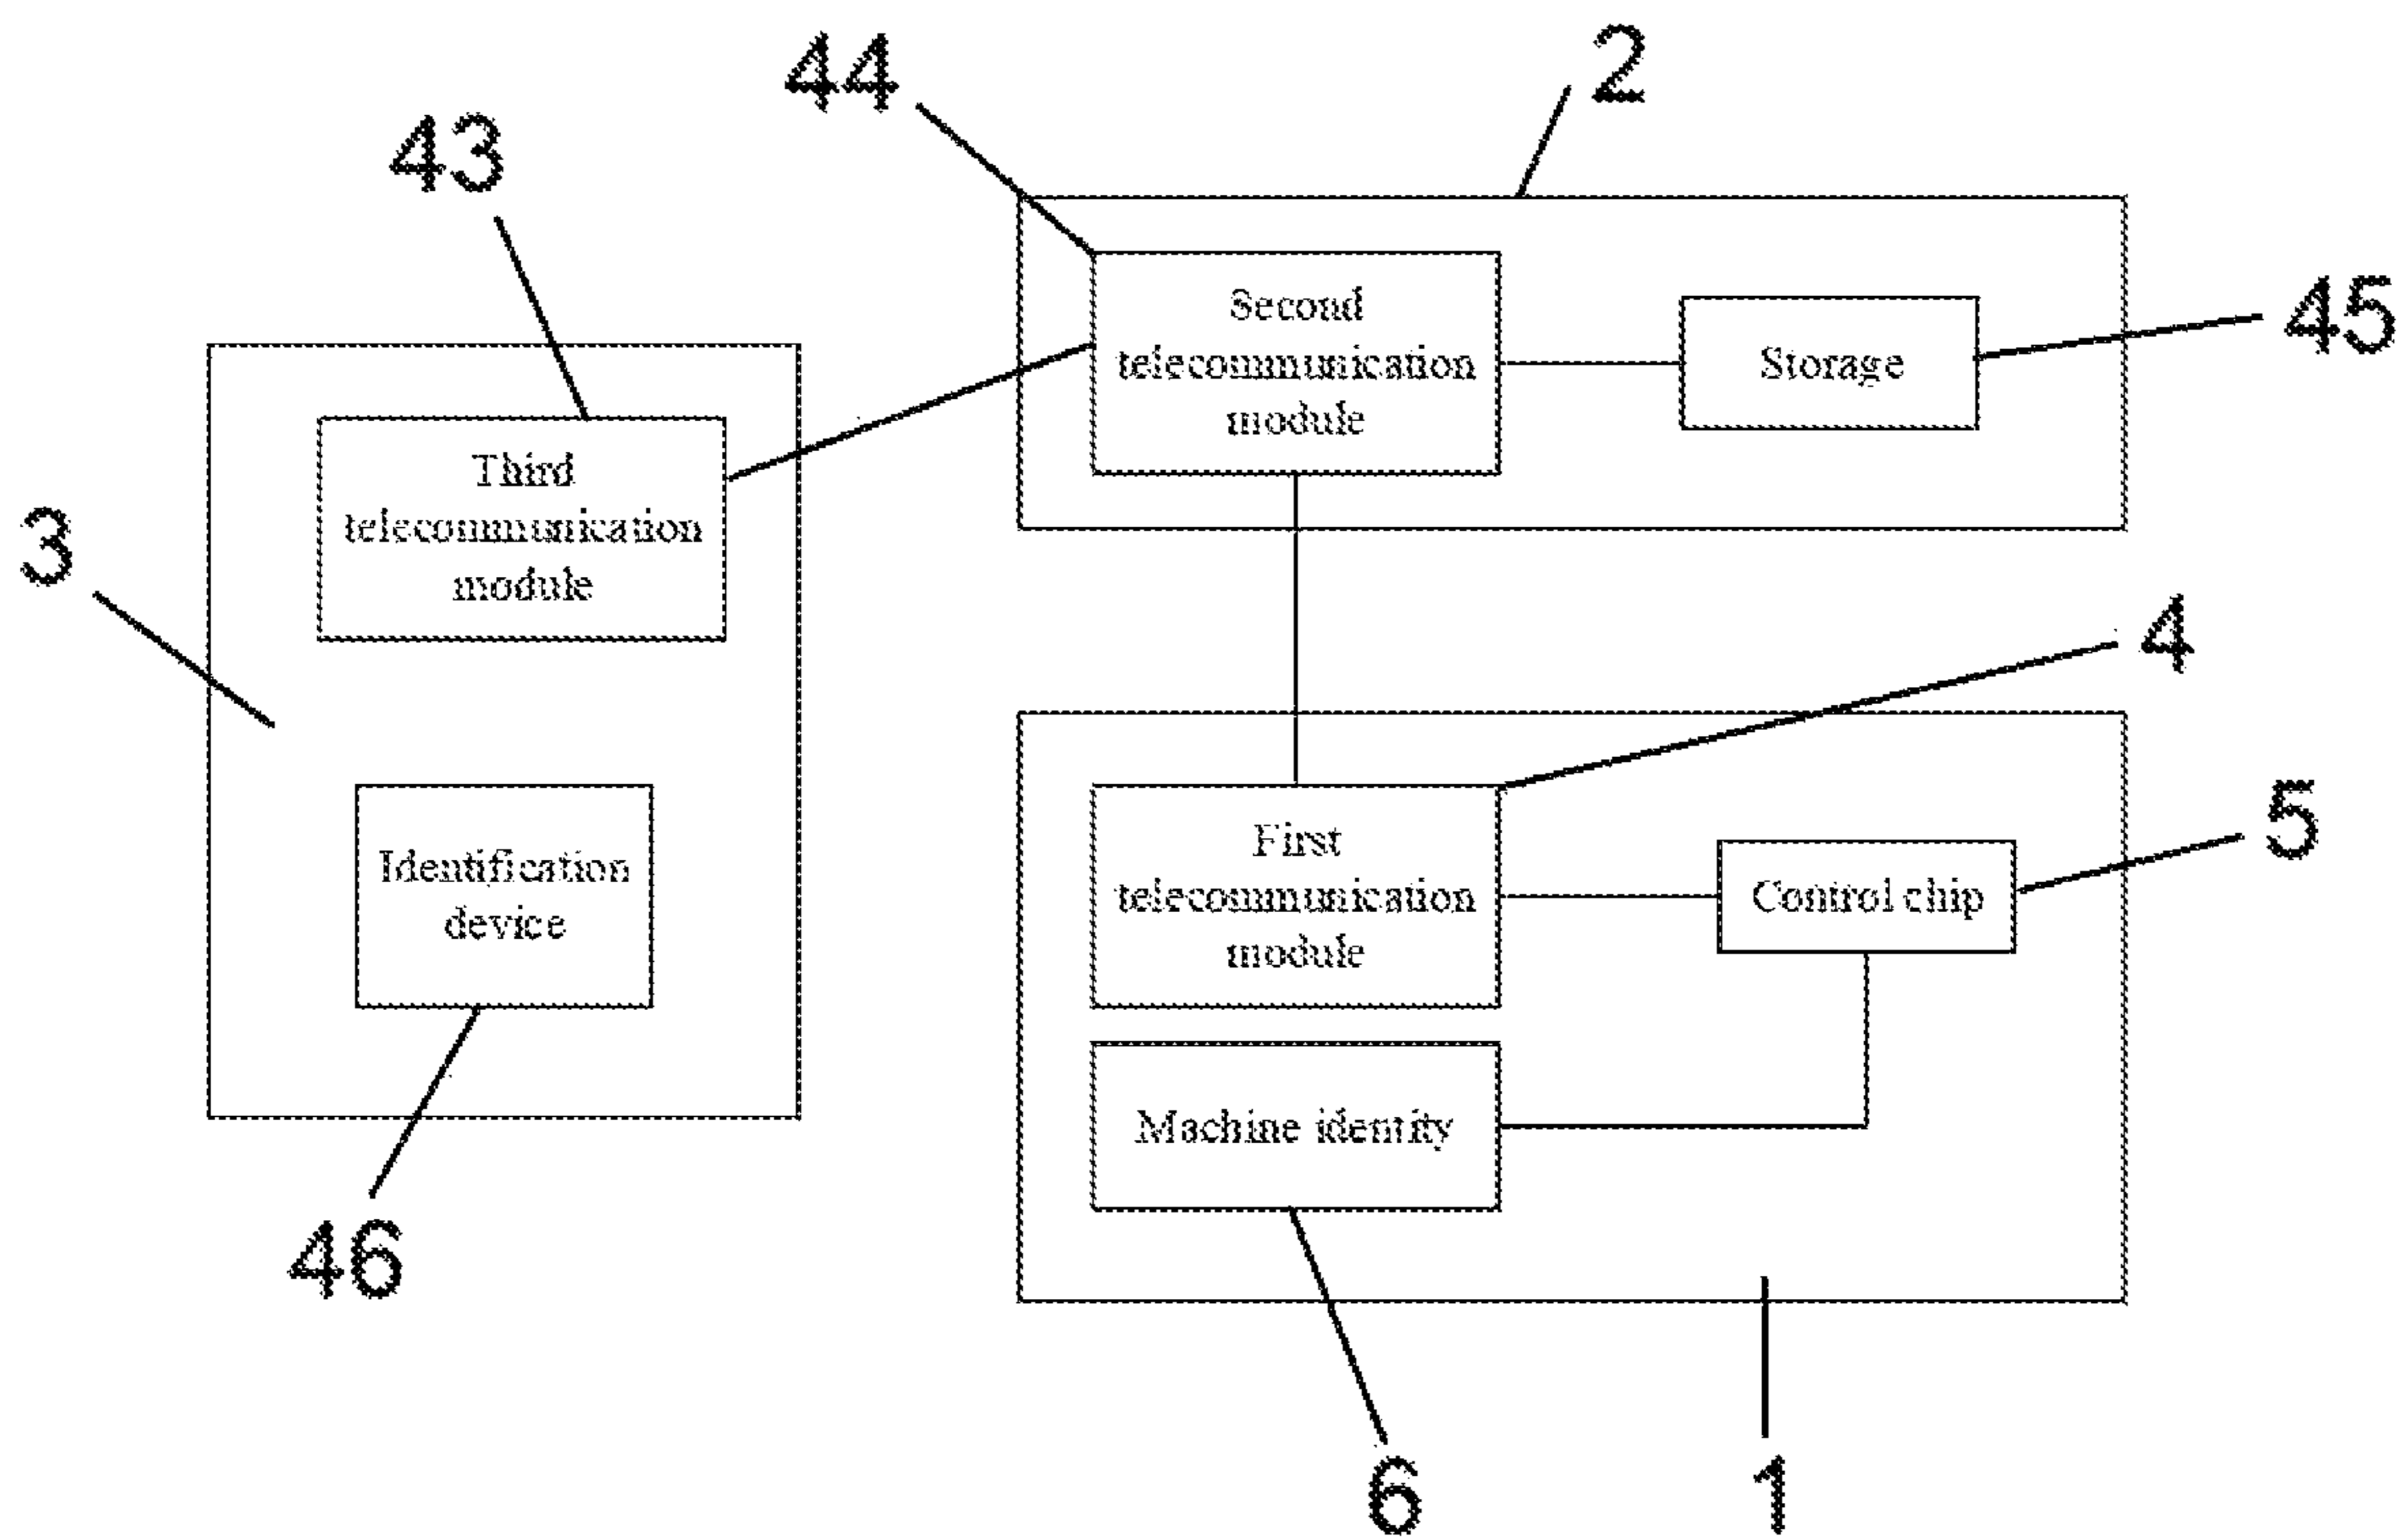 44
2
43
Second
telecommunication
module
Storage
45
Third
telecommunication
module
3
4
First
telecommunication
module
Control chip
5
Identification
device
Machine identity
46
6
1